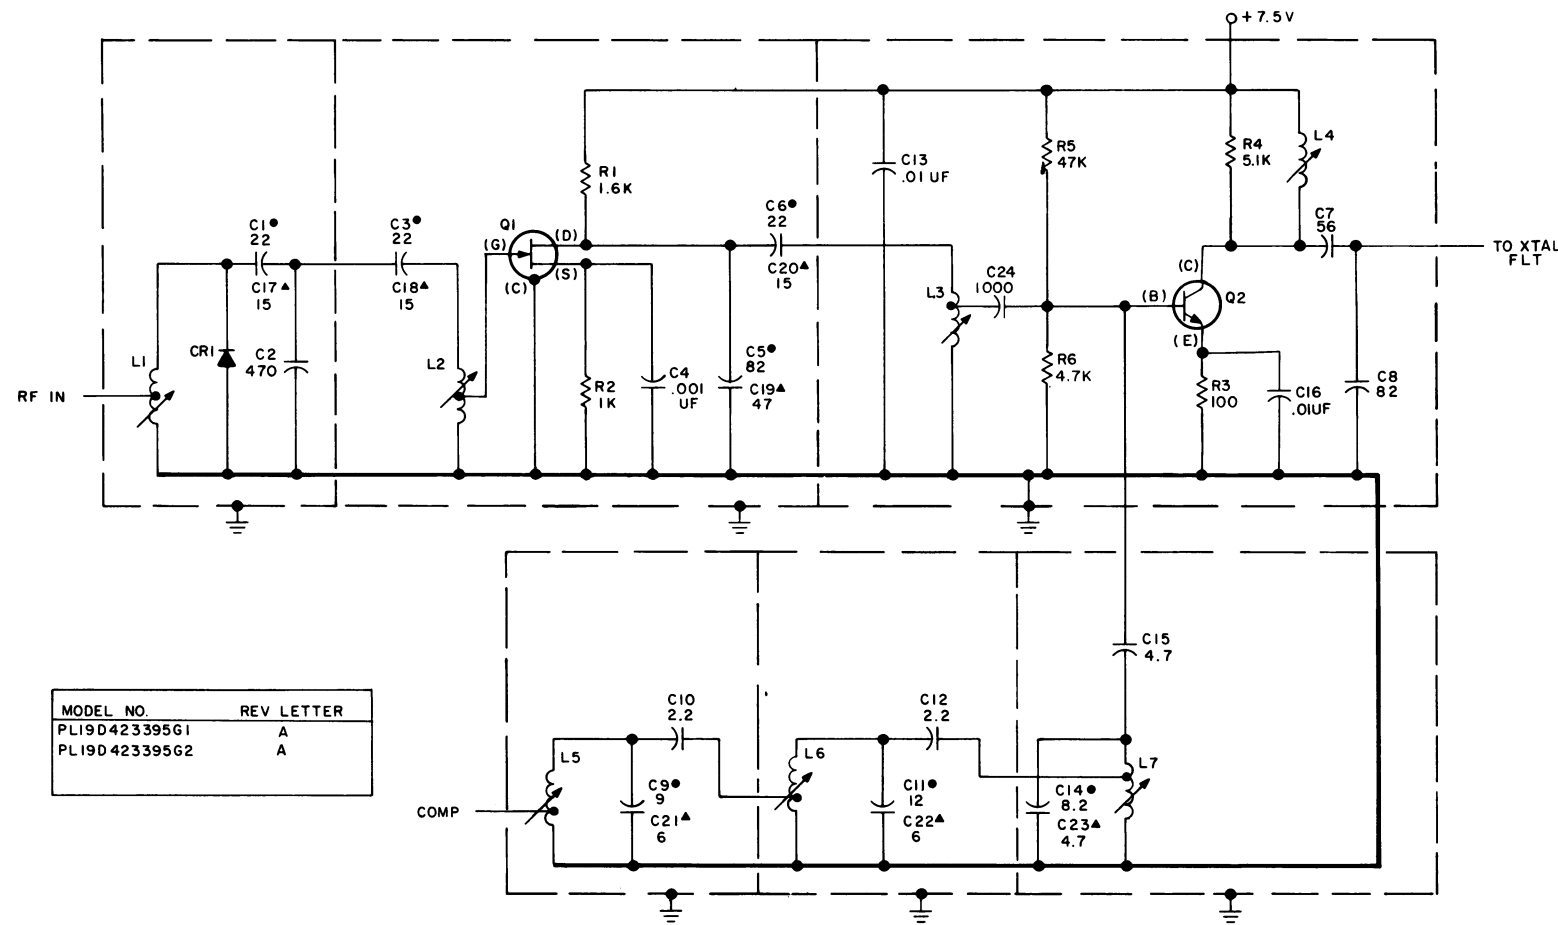 +7.5V
R1
1.6K
C13
.01 UF
R5
47K
R4
5.1K
L4
C1●
22
C17▲
15
C3●
22
C18▲
15
Q1
(G)
(D)
(S)
(C)
C6●
22
C20▲
15
C7
56
TO XTAL
FLT
L3
C24
1000
(C)
(B)
(E)
Q2
L1
CR1
C2
470
L2
RF IN
R2
1K
C4
.001
UF
C5●
82
C19▲
47
R6
4.7K
R3
100
C16
.01UF
C8
82
C15
4.7
MODEL NO. REV LETTER
PL19D423395G1 A
PL19D423395G2 A
C10
2.2
C12
2.2
L5
L6
L7
C9●
9
C21▲
6
C11●
12
C22▲
6
C14●
8.2
C23▲
4.7
COMP